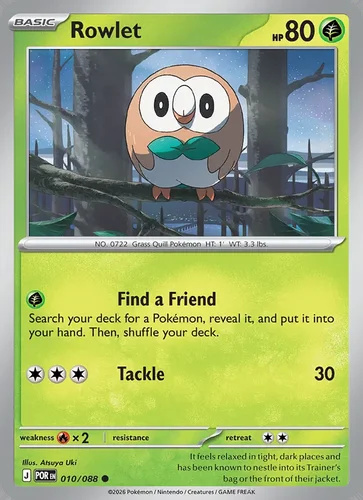 BASIC
Rowlet
HP 80
NO. 0722 Grass Quill Pokémon HT: 1' WT: 3.3 lbs.
Find a Friend
Search your deck for a Pokémon, reveal it, and put it into
your hand. Then, shuffle your deck.
Tackle 30
weakness ×2 resistance retreat
Illus. Atsuya Uki
It feels relaxed in tight, dark places and
J POR EN 010/088
has been known to nestle into its Trainer's
bag or the front of their jacket.
©2026 Pokémon / Nintendo / Creatures / GAME FREAK